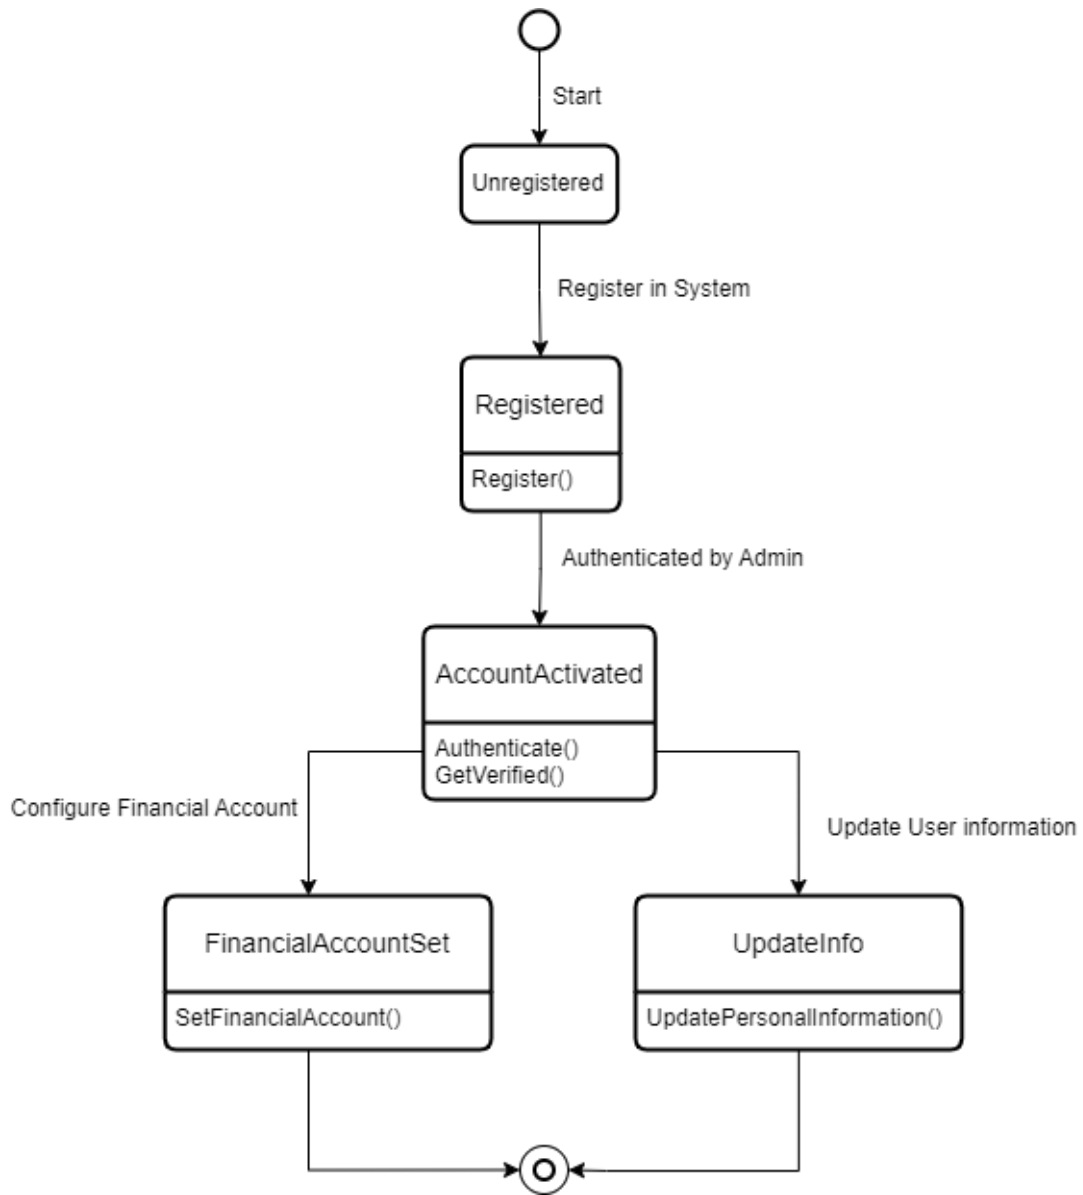 Start
Unregistered
Register in System
Registered
Register()
Authenticated by Admin
AccountActivated
Authenticate()
GetVerified()
Configure Financial Account
Update User information
FinancialAccountSet
SetFinancialAccount()
UpdateInfo
UpdatePersonalInformation()